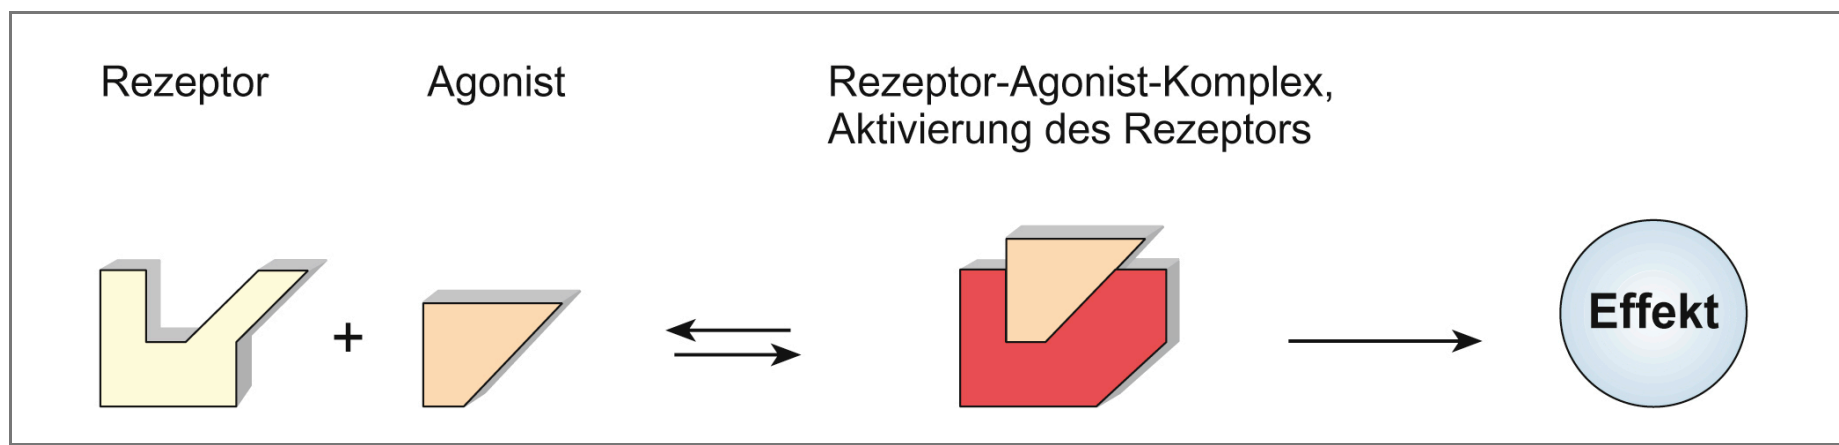 Rezeptor
Agonist
Rezeptor-Agonist-Komplex,
Aktivierung des Rezeptors
+
Effekt